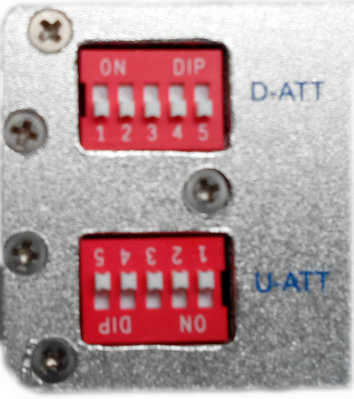 ON DIP
D-ATT
1 2 3 4 5
1 2 3 4 5
U-ATT
ON DIP